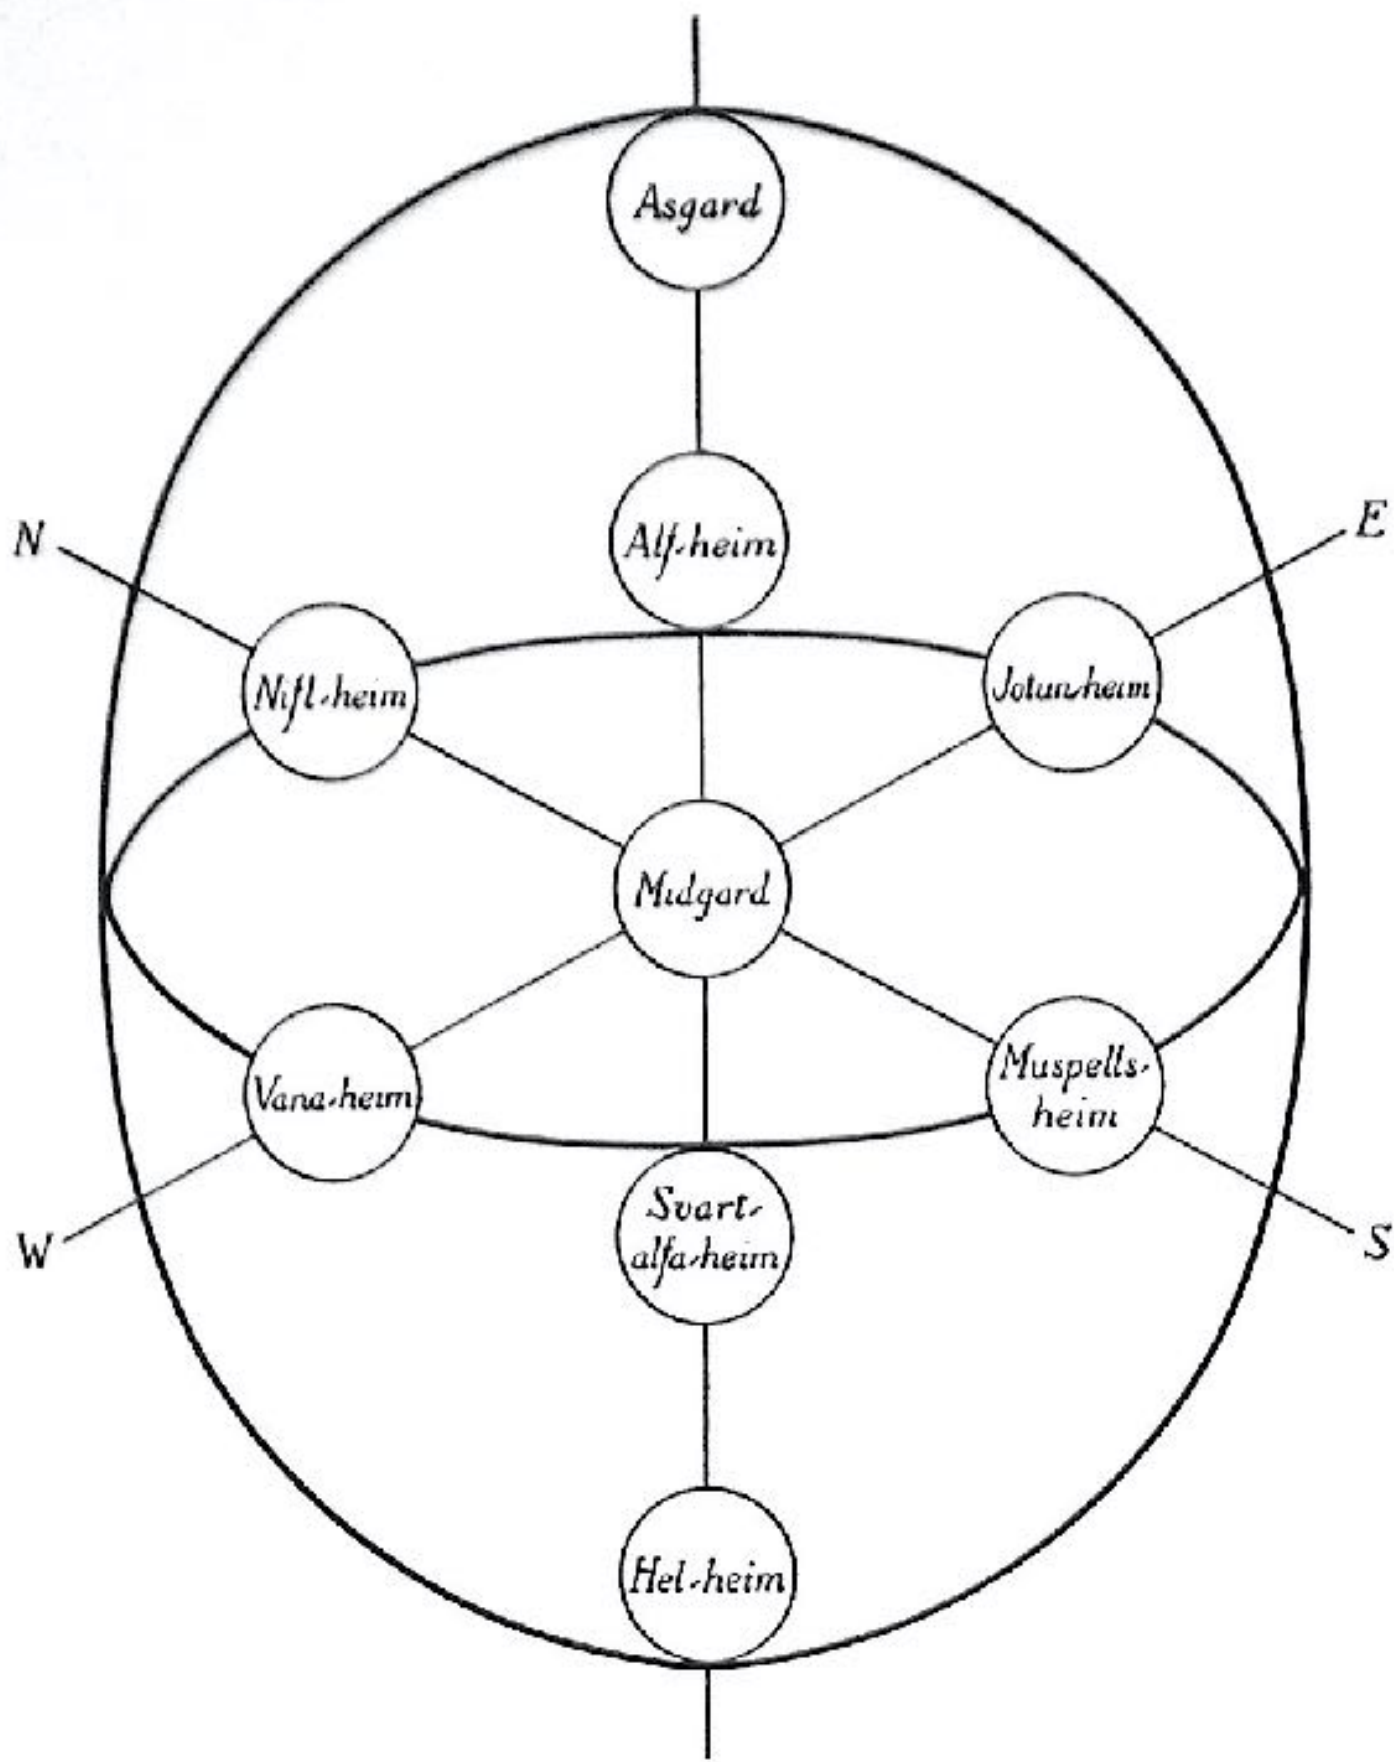 Asgard
Alf-heim
N
E
Nifl-heim
Jotun-heim
Midgard
Vana-heim
Muspells-
heim
W
Svart-
alfa-heim
S
Hel-heim